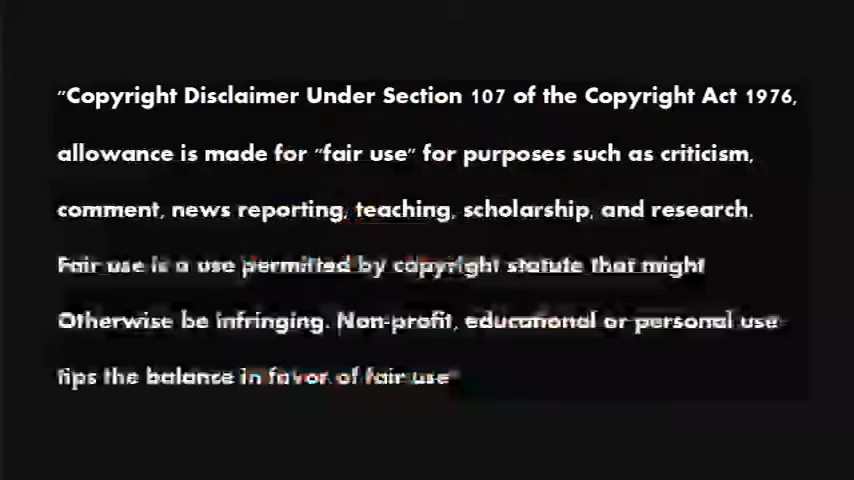 "Copyright Disclaimer Under Section 107 of the Copyright Act 1976,
allowance is made for "fair use" for purposes such as criticism,
comment, news reporting, teaching, scholarship, and research.
Fair use is a use permitted by copyright statute that might
Otherwise be infringing. Non-profit, educational or personal use
tips the balance in favor of fair use"